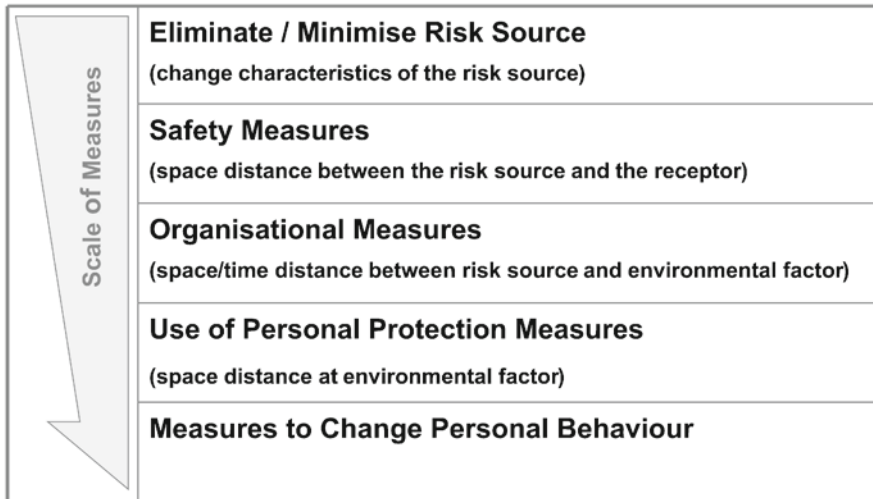 Scale of Measures
Eliminate / Minimise Risk Source
(change characteristics of the risk source)
Safety Measures
(space distance between the risk source and the receptor)
Organisational Measures
(space/time distance between risk source and environmental factor)
Use of Personal Protection Measures
(space distance at environmental factor)
Measures to Change Personal Behaviour